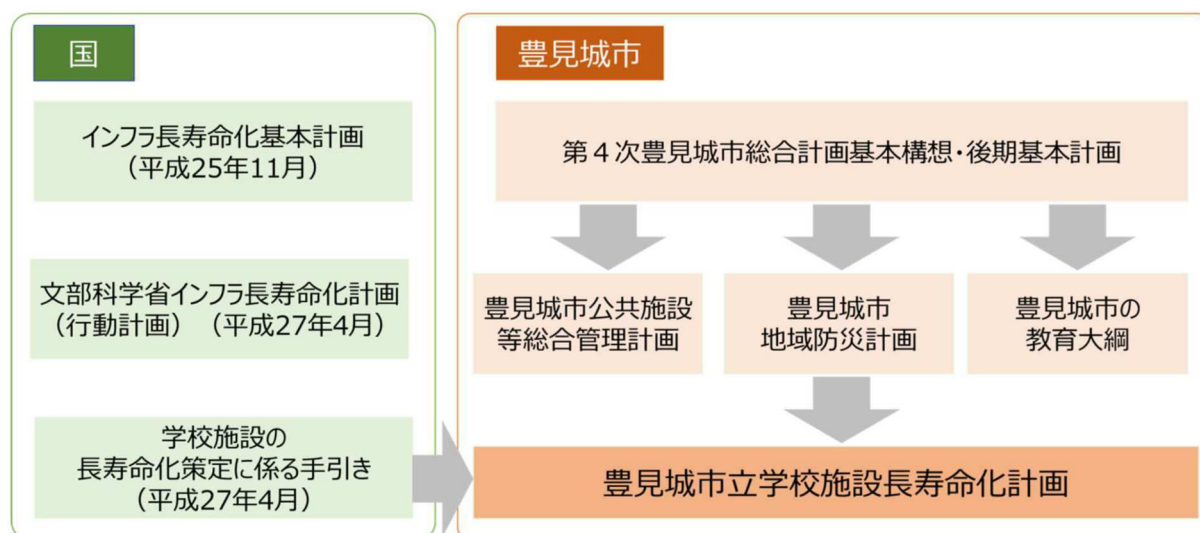 国
インフラ長寿命化基本計画
（平成25年11月）
文部科学省インフラ長寿命化計画
（行動計画）（平成27年4月）
学校施設の
長寿命化策定に係る手引き
（平成27年4月）
豊見城市
第４次豊見城市総合計画基本構想・後期基本計画
豊見城市公共施設
等総合管理計画
豊見城市
地域防災計画
豊見城市の
教育大綱
豊見城市立学校施設長寿命化計画